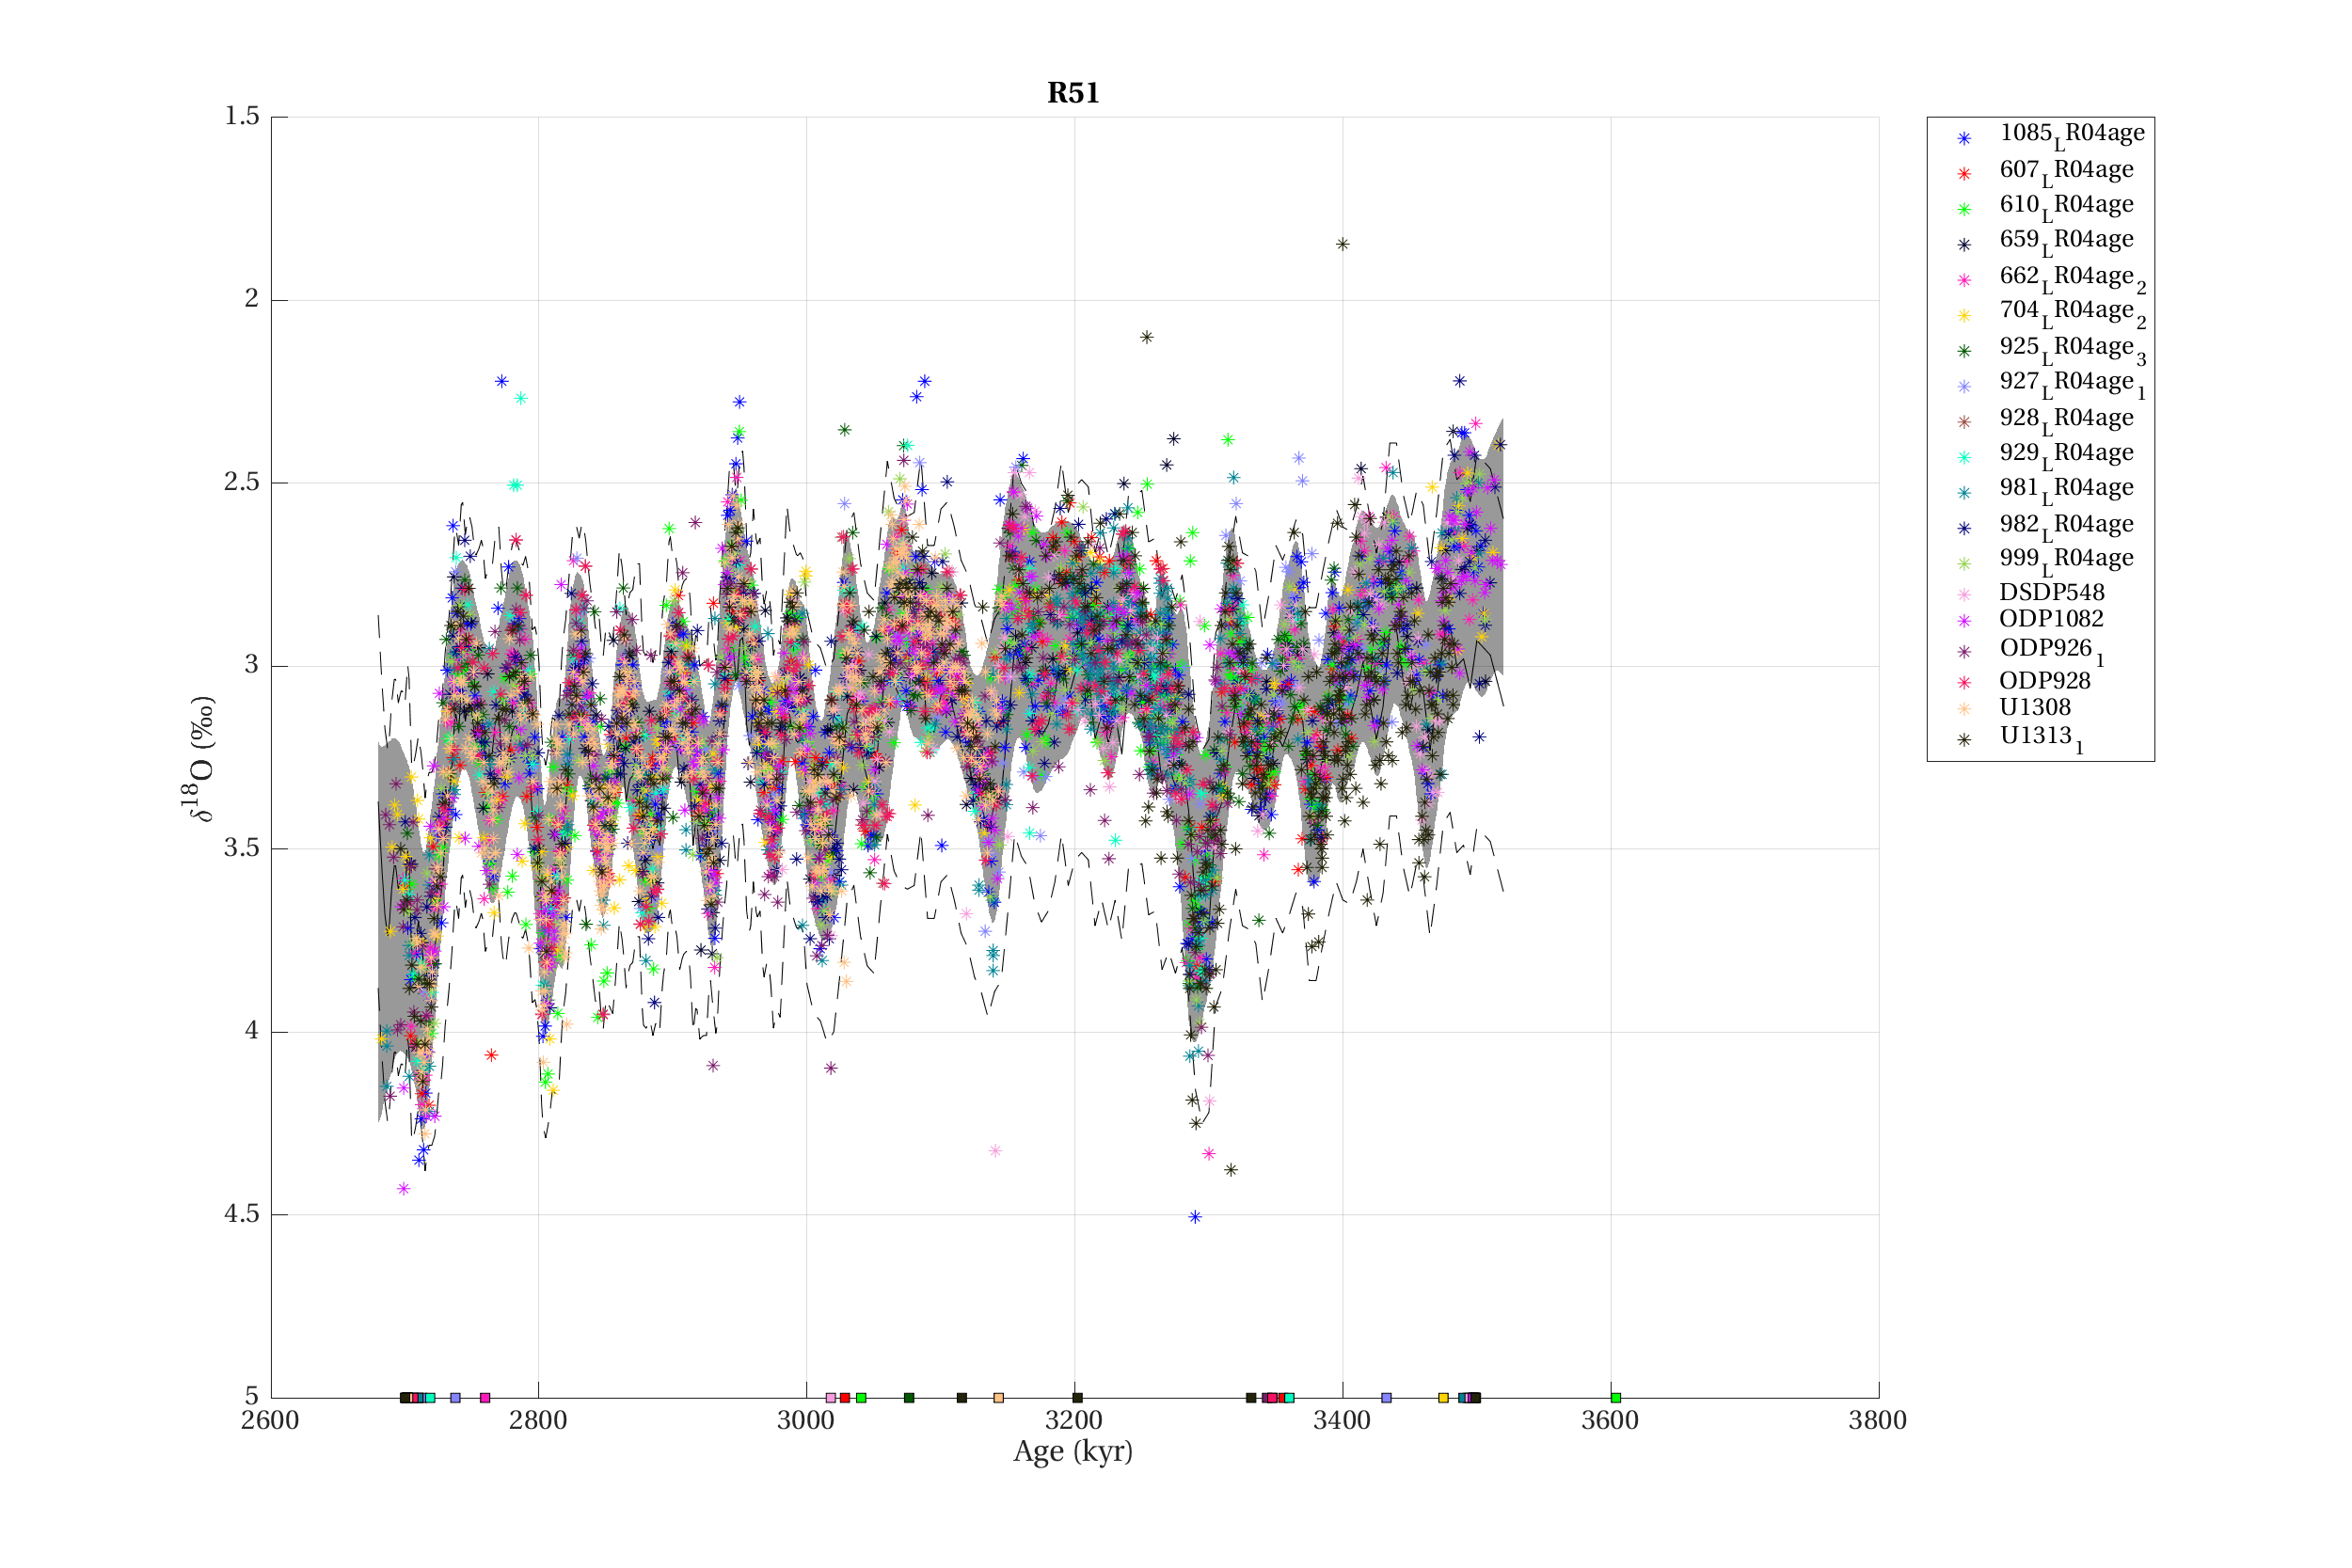 R51
1.5
2
2.5
3
3.5
4
4.5
5
δ18O (‰)
2600 2800 3000 3200 3400 3600 3800
Age (kyr)
1085LR04age
607LR04age
610LR04age
659LR04age
662LR04age2
704LR04age2
925LR04age3
927LR04age1
928LR04age
929LR04age
981LR04age
982LR04age
999LR04age
DSDP548
ODP1082
ODP9261
ODP928
U1308
U13131